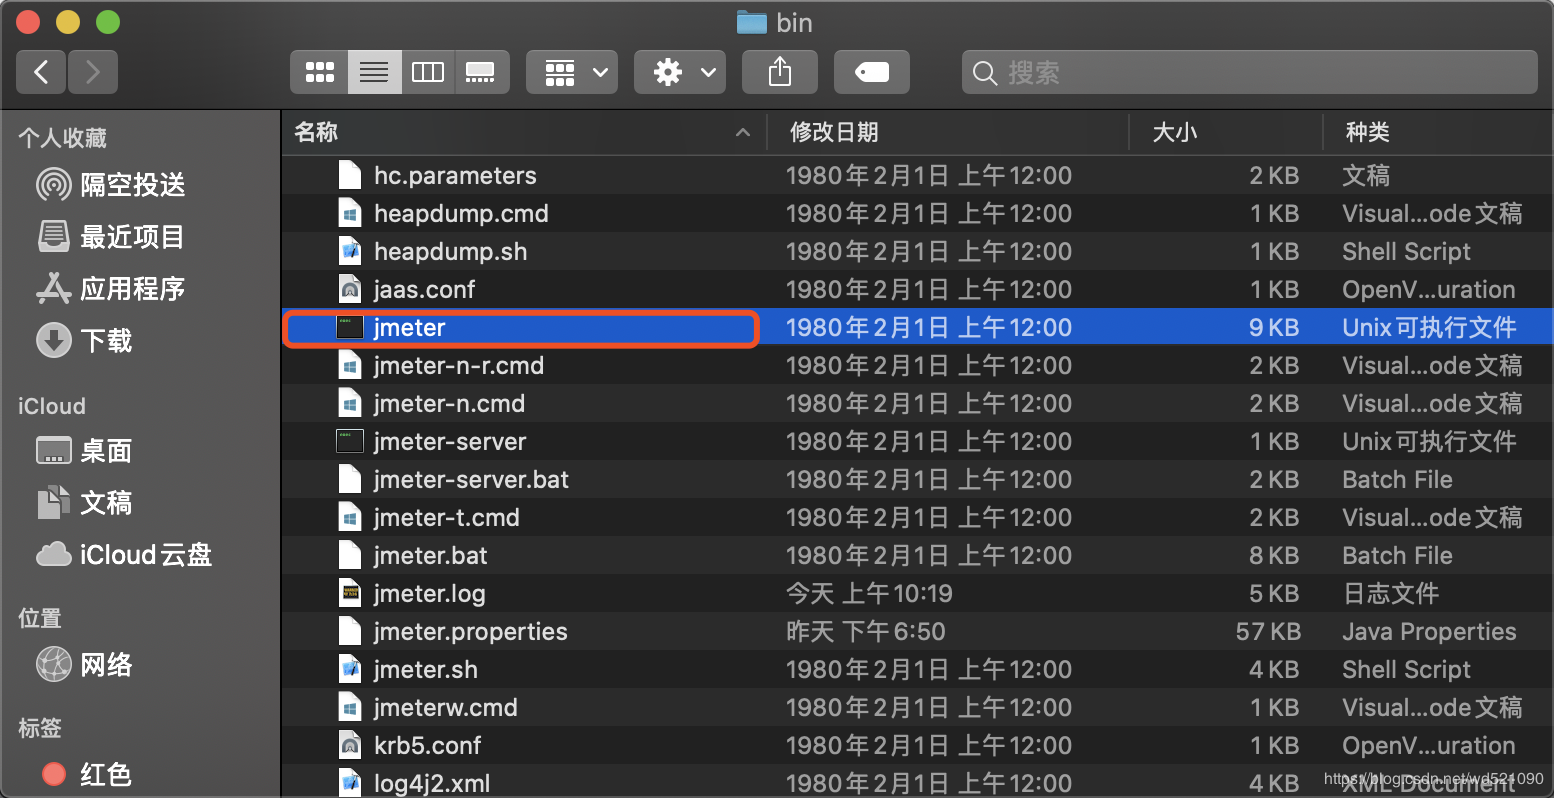 bin
搜索
个人收藏
隔空投送
最近项目
应用程序
下载
iCloud
桌面
文稿
iCloud云盘
位置
网络
标签
红色
名称 修改日期 大小 种类
hc.parameters 1980年2月1日 上午12:00 2 KB 文稿
heapdump.cmd 1980年2月1日 上午12:00 1 KB Visual...ode文稿
heapdump.sh 1980年2月1日 上午12:00 1 KB Shell Script
jaas.conf 1980年2月1日 上午12:00 1 KB OpenV...uration
jmeter 1980年2月1日 上午12:00 9 KB Unix可执行文件
jmeter-n-r.cmd 1980年2月1日 上午12:00 2 KB Visual...ode文稿
jmeter-n.cmd 1980年2月1日 上午12:00 2 KB Visual...ode文稿
jmeter-server 1980年2月1日 上午12:00 1 KB Unix可执行文件
jmeter-server.bat 1980年2月1日 上午12:00 2 KB Batch File
jmeter-t.cmd 1980年2月1日 上午12:00 2 KB Visual...ode文稿
jmeter.bat 1980年2月1日 上午12:00 8 KB Batch File
jmeter.log 今天 上午10:19 5 KB 日志文件
jmeter.properties 昨天 下午6:50 57 KB Java Properties
jmeter.sh 1980年2月1日 上午12:00 4 KB Shell Script
jmeterw.cmd 1980年2月1日 上午12:00 1 KB Visual...ode文稿
krb5.conf 1980年2月1日 上午12:00 1 KB OpenV...uration
log4j2.xml 1980年2月1日 上午12:00 4 KB XML Document
https://blog.csdn.net/wd521090